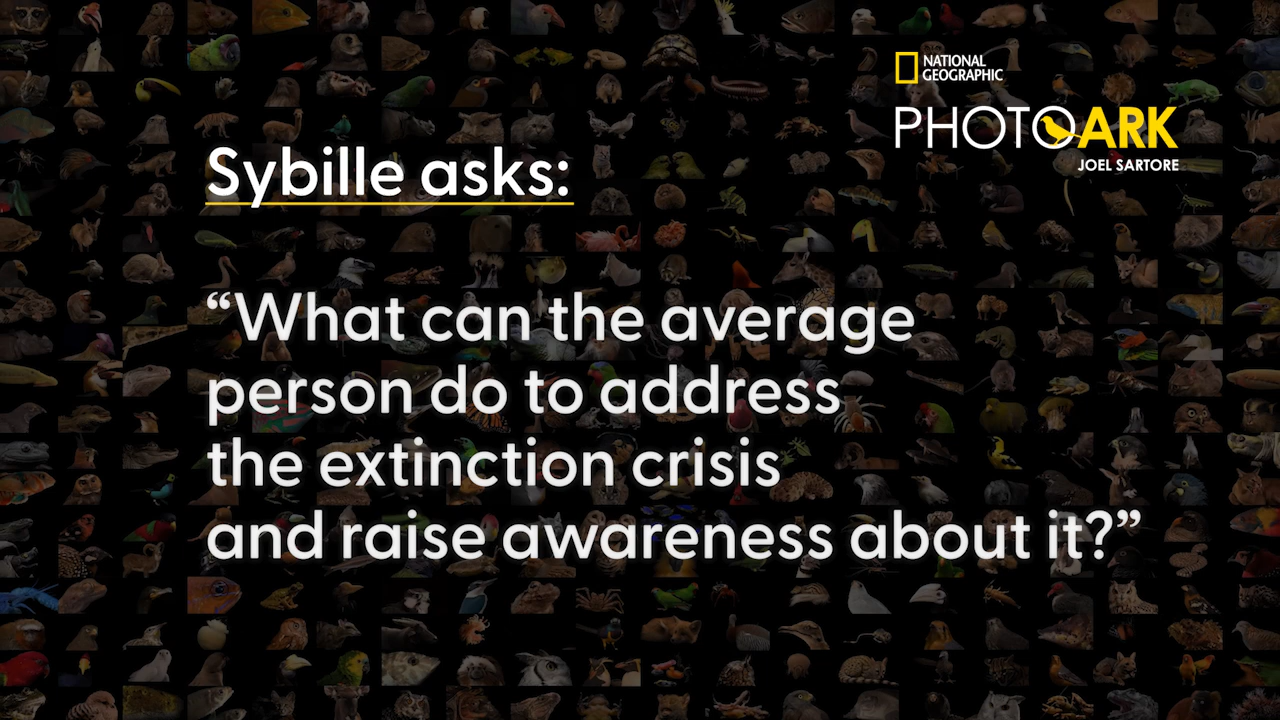 NATIONAL
GEOGRAPHIC
PHOTOARK
JOEL SARTORE
Sybille asks:
“What can the average
person do to address
the extinction crisis
and raise awareness about it?”